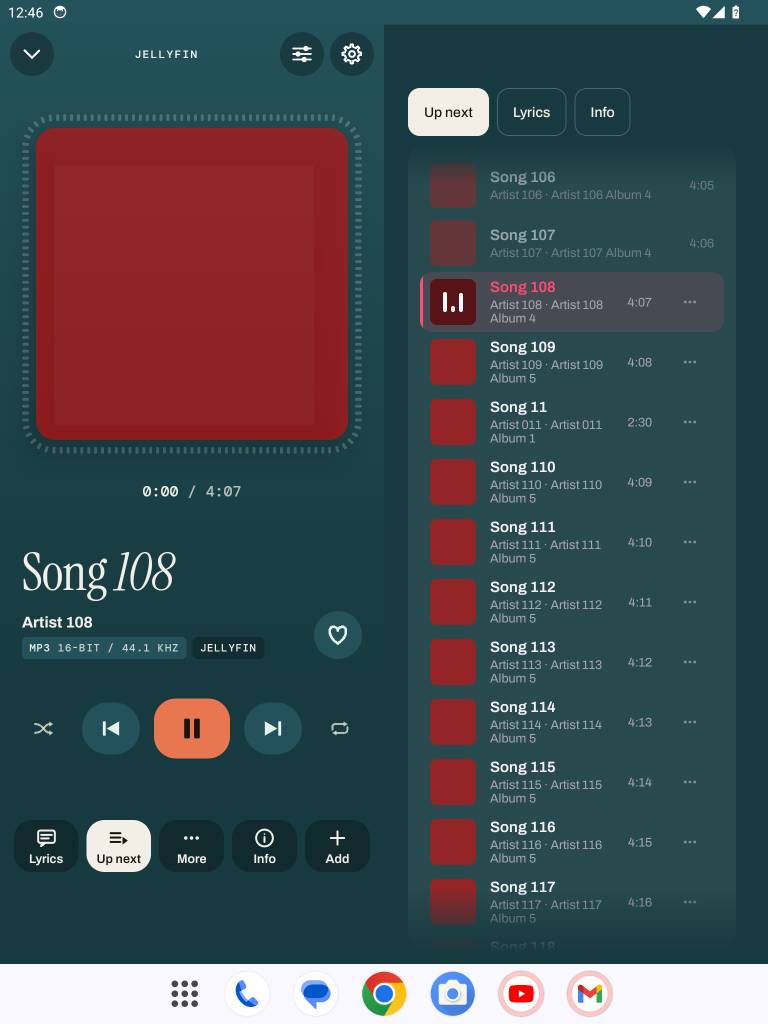 12:46
JELLYFIN
0:00 / 4:07
Song 108
Artist 108
MP3 16-BIT / 44.1 KHZ
JELLYFIN
Lyrics
Up next
More
Info
Add
Up next
Lyrics
Info
Song 106
Artist 106 · Artist 106 Album 4
4:05
Song 107
Artist 107 · Artist 107 Album 4
4:06
Song 108
Artist 108 · Artist 108
Album 4
4:07
Song 109
Artist 109 · Artist 109
Album 5
4:08
Song 11
Artist 011 · Artist 011
Album 1
2:30
Song 110
Artist 110 · Artist 110
Album 5
4:09
Song 111
Artist 111 · Artist 111
Album 5
4:10
Song 112
Artist 112 · Artist 112
Album 5
4:11
Song 113
Artist 113 · Artist 113
Album 5
4:12
Song 114
Artist 114 · Artist 114
Album 5
4:13
Song 115
Artist 115 · Artist 115
Album 5
4:14
Song 116
Artist 116 · Artist 116
Album 5
4:15
Song 117
Artist 117 · Artist 117
Album 5
4:16
Song 118